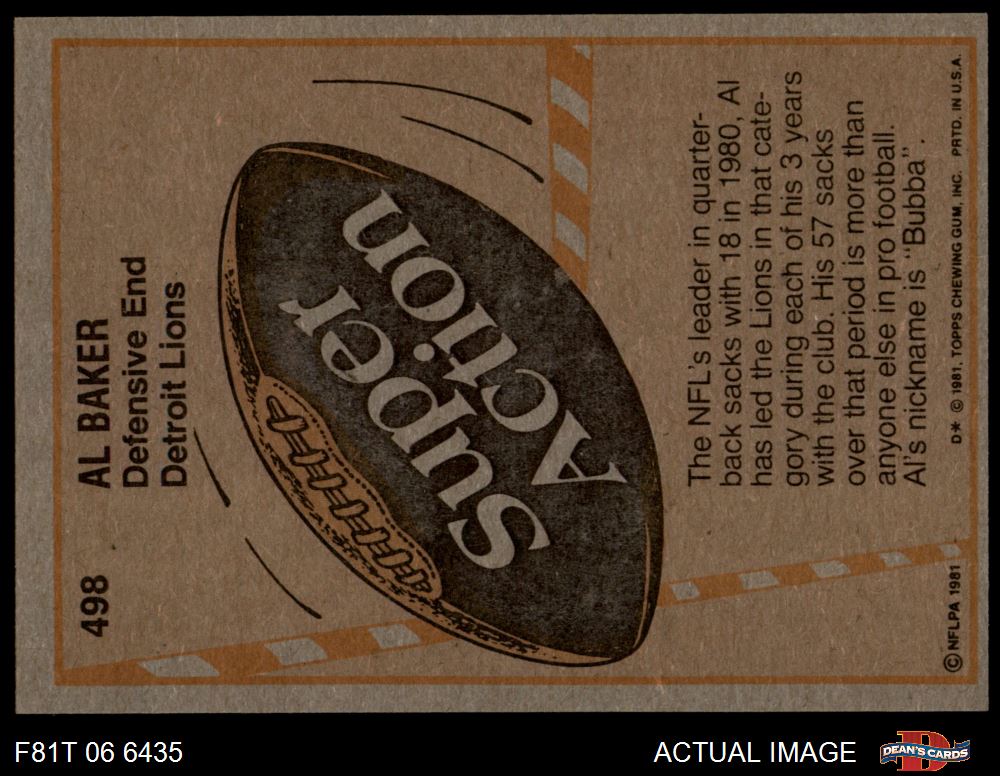 498
AL BAKER
Defensive End
Detroit Lions
Super
Action
The NFL's leader in quarter-
back sacks with 18 in 1980, Al
has led the Lions in that cate-
gory during each of his 3 years
with the club. His 57 sacks
over that period is more than
anyone else in pro football.
Al's nickname is "Bubba".
© NFLPA 1981 D* © 1981, TOPPS CHEWING GUM, INC. PRTD. IN U.S.A.
F81T 06 6435
ACTUAL IMAGE
D
DEAN'S CARDS